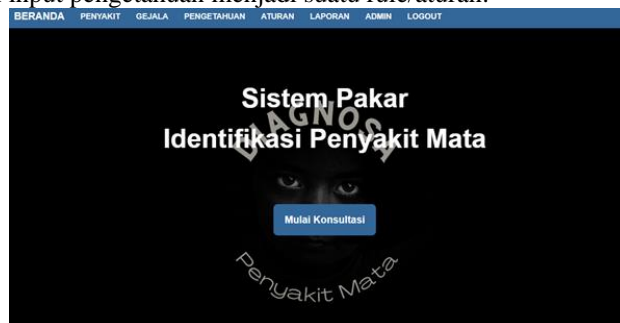 input pengetahuan menjadi suatu rule/aturan.
BERANDA PENYAKIT GEJALA PENGETAHUAN ATURAN LAPORAN ADMIN LOGOUT
Sistem Pakar
DIAGNOSA
Identifikasi Penyakit Mata
Mulai Konsultasi
Penyakit Mata